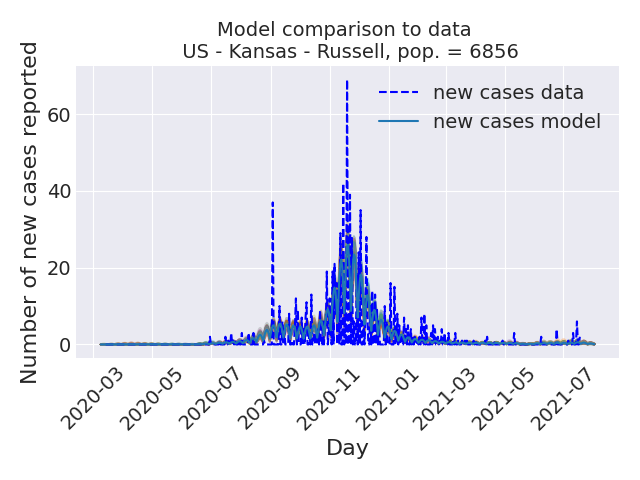 Model comparison to data
US - Kansas - Russell, pop. = 6856
Number of new cases reported
60
40
20
0
new cases data
new cases model
2020-03
2020-05
2020-07
2020-09
2020-11
2021-01
2021-03
2021-05
2021-07
Day